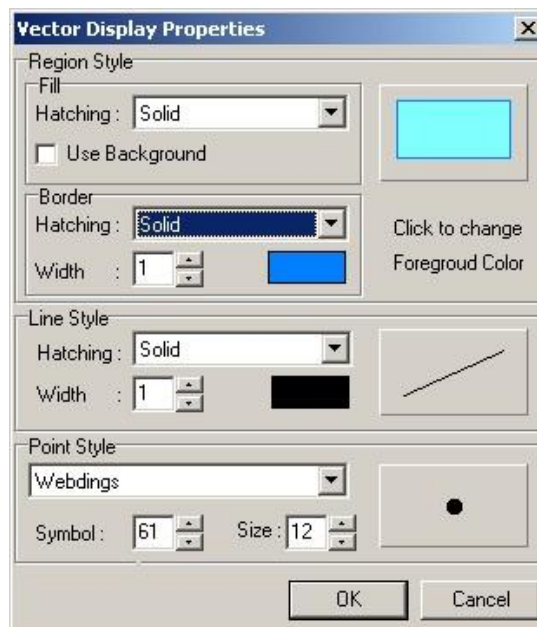 Vector Display Properties
Region Style
Fill
Hatching : Solid
Use Background
Border
Hatching : Solid
Width : 1
Click to change
Foregroud Color
Line Style
Hatching : Solid
Width : 1
Point Style
Webdings
Symbol : 61 Size : 12
OK Cancel